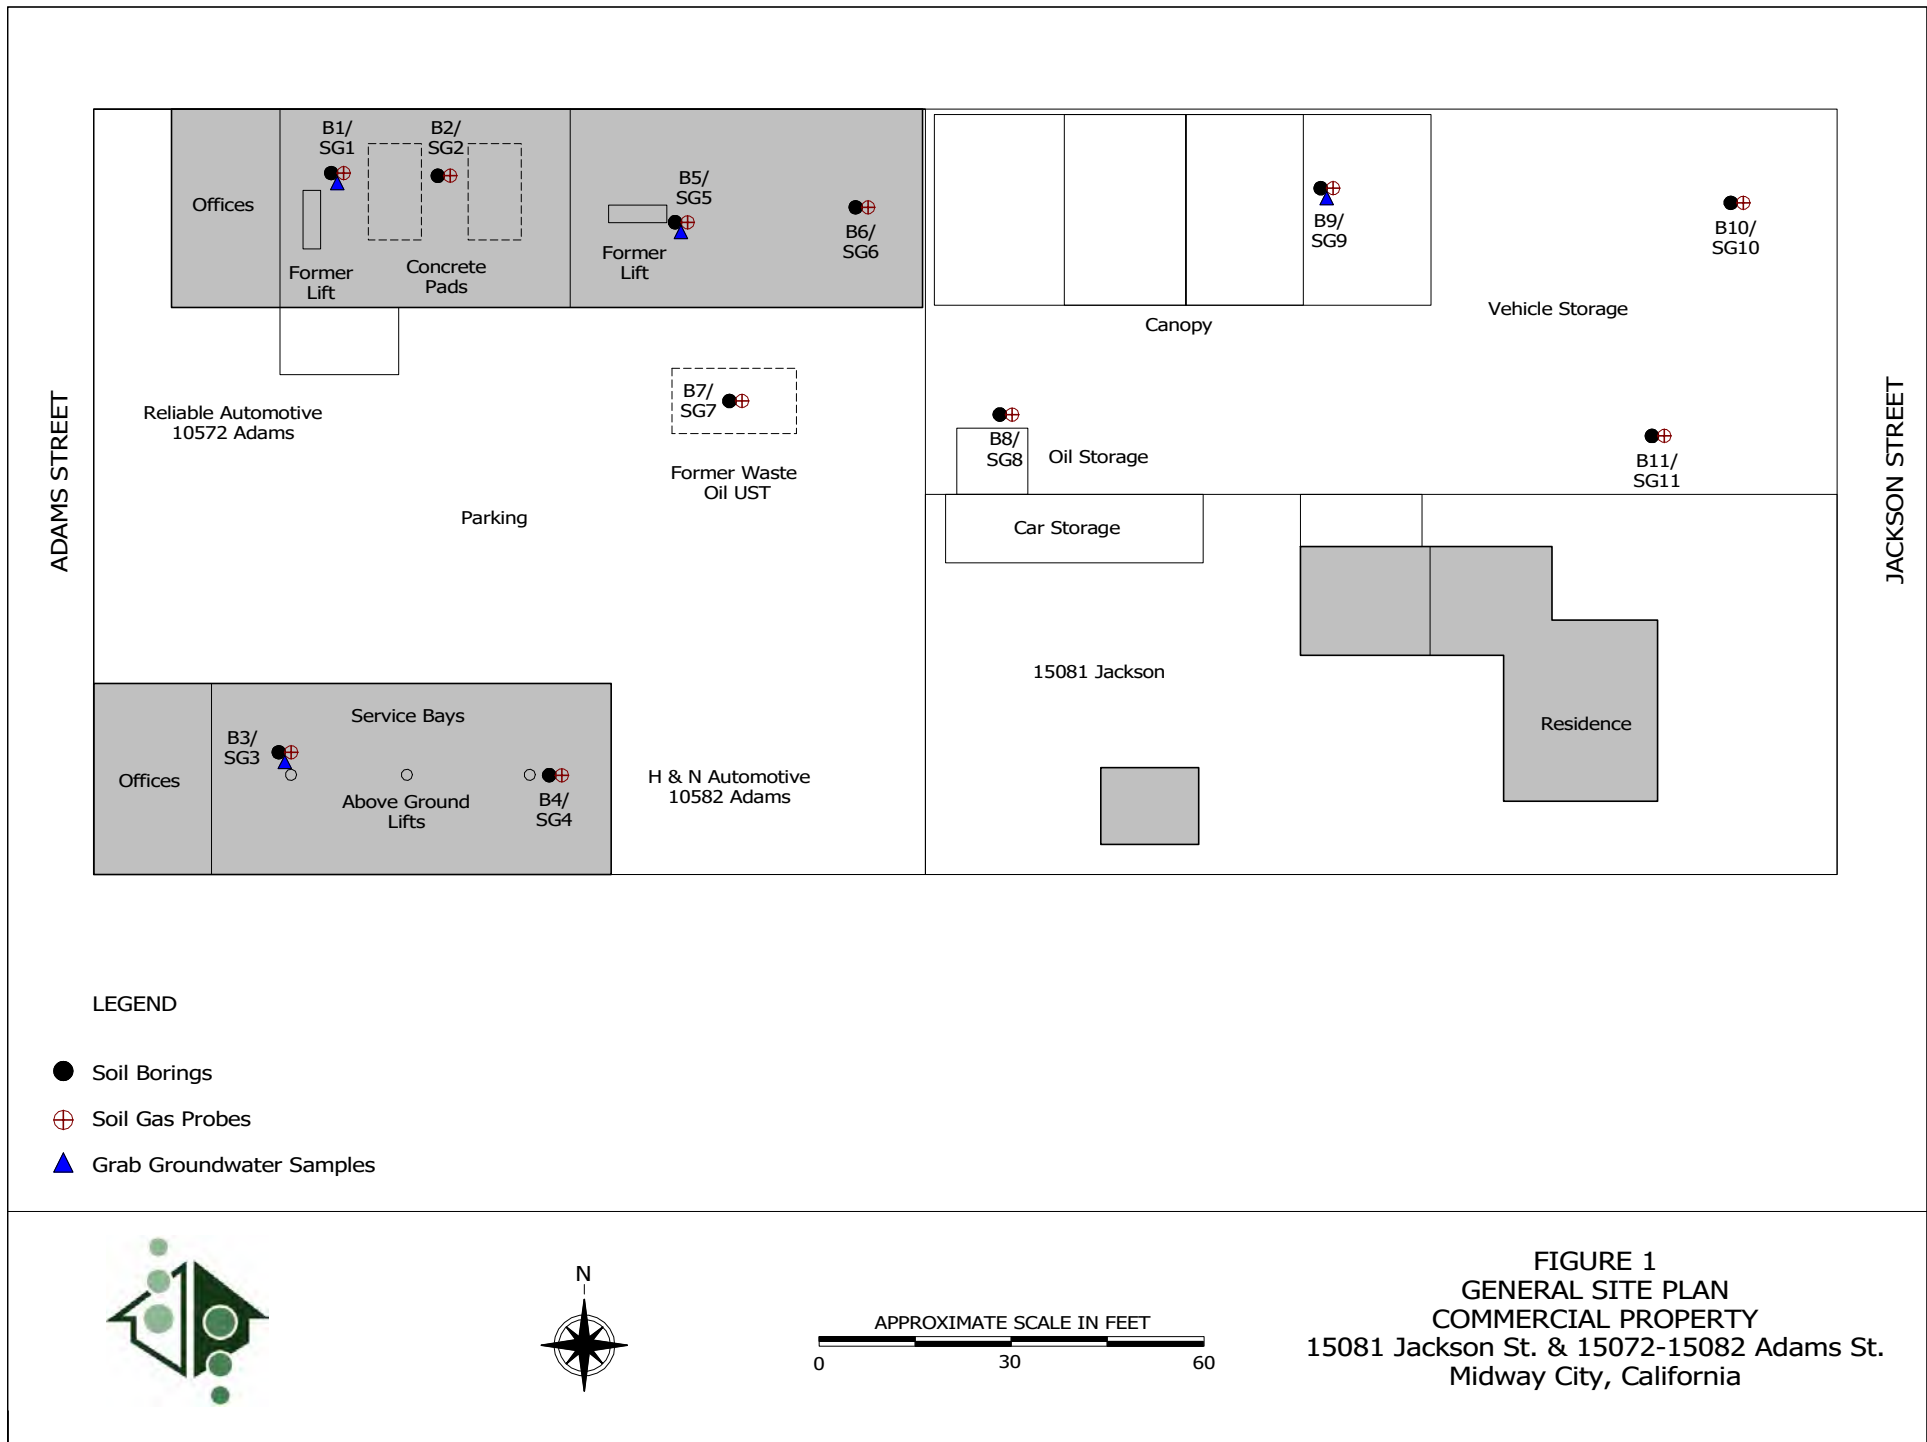 B1/
SG1
B2/
SG2
Offices
Former
Lift
Concrete
Pads
B5/
SG5
Former
Lift
B6/
SG6
B9/
SG9
B10/
SG10
Canopy
Vehicle Storage
ADAMS STREET
Reliable Automotive
10572 Adams
B7/
SG7
Former Waste
Oil UST
Parking
B8/
SG8
Oil Storage
B11/
SG11
JACKSON STREET
Car Storage
15081 Jackson
Residence
Offices
Service Bays
B3/
SG3
Above Ground
Lifts
B4/
SG4
H & N Automotive
10582 Adams
LEGEND
Soil Borings
Soil Gas Probes
Grab Groundwater Samples
N
APPROXIMATE SCALE IN FEET
0 30 60
FIGURE 1
GENERAL SITE PLAN
COMMERCIAL PROPERTY
15081 Jackson St. & 15072-15082 Adams St.
Midway City, California